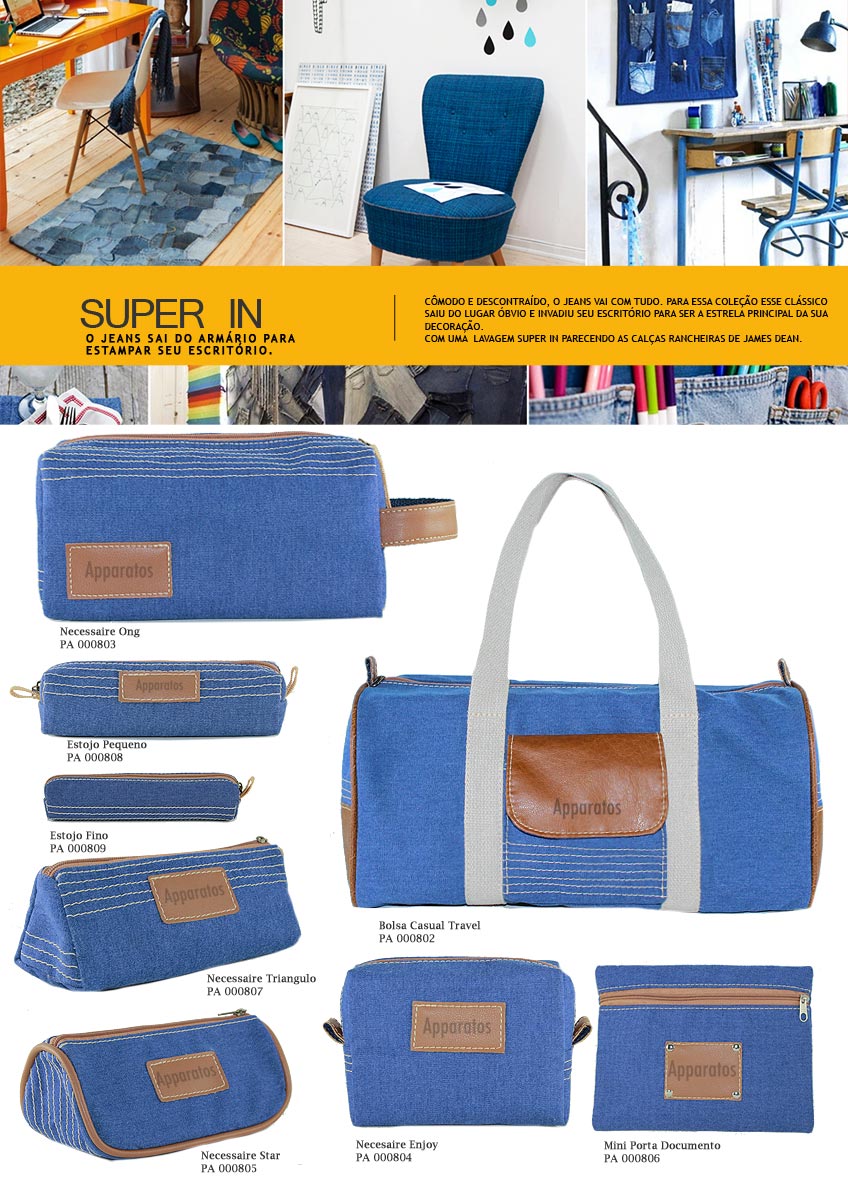 SUPER IN
O JEANS SAI DO ARMÁRIO PARA
ESTAMPAR SEU ESCRITÓRIO.
CÔMODO E DESCONTRAÍDO, O JEANS VAI COM TUDO. PARA ESSA COLEÇÃO ESSE CLÁSSICO
SAIU DO LUGAR ÓBVIO E INVADIU SEU ESCRITÓRIO PARA SER A ESTRELA PRINCIPAL DA SUA
DECORAÇÃO.
COM UMA LAVAGEM SUPER IN PARECENDO AS CALÇAS RANCHEIRAS DE JAMES DEAN.
Apparatos
Necessaire Ong
PA 000803
Apparatos
Estojo Pequeno
PA 000808
Estojo Fino
PA 000809
Apparatos
Necessaire Triangulo
PA 000807
Apparatos
Necessaire Star
PA 000805
Apparatos
Bolsa Casual Travel
PA 000802
Apparatos
Necesaire Enjoy
PA 000804
Apparatos
Mini Porta Documento
PA 000806